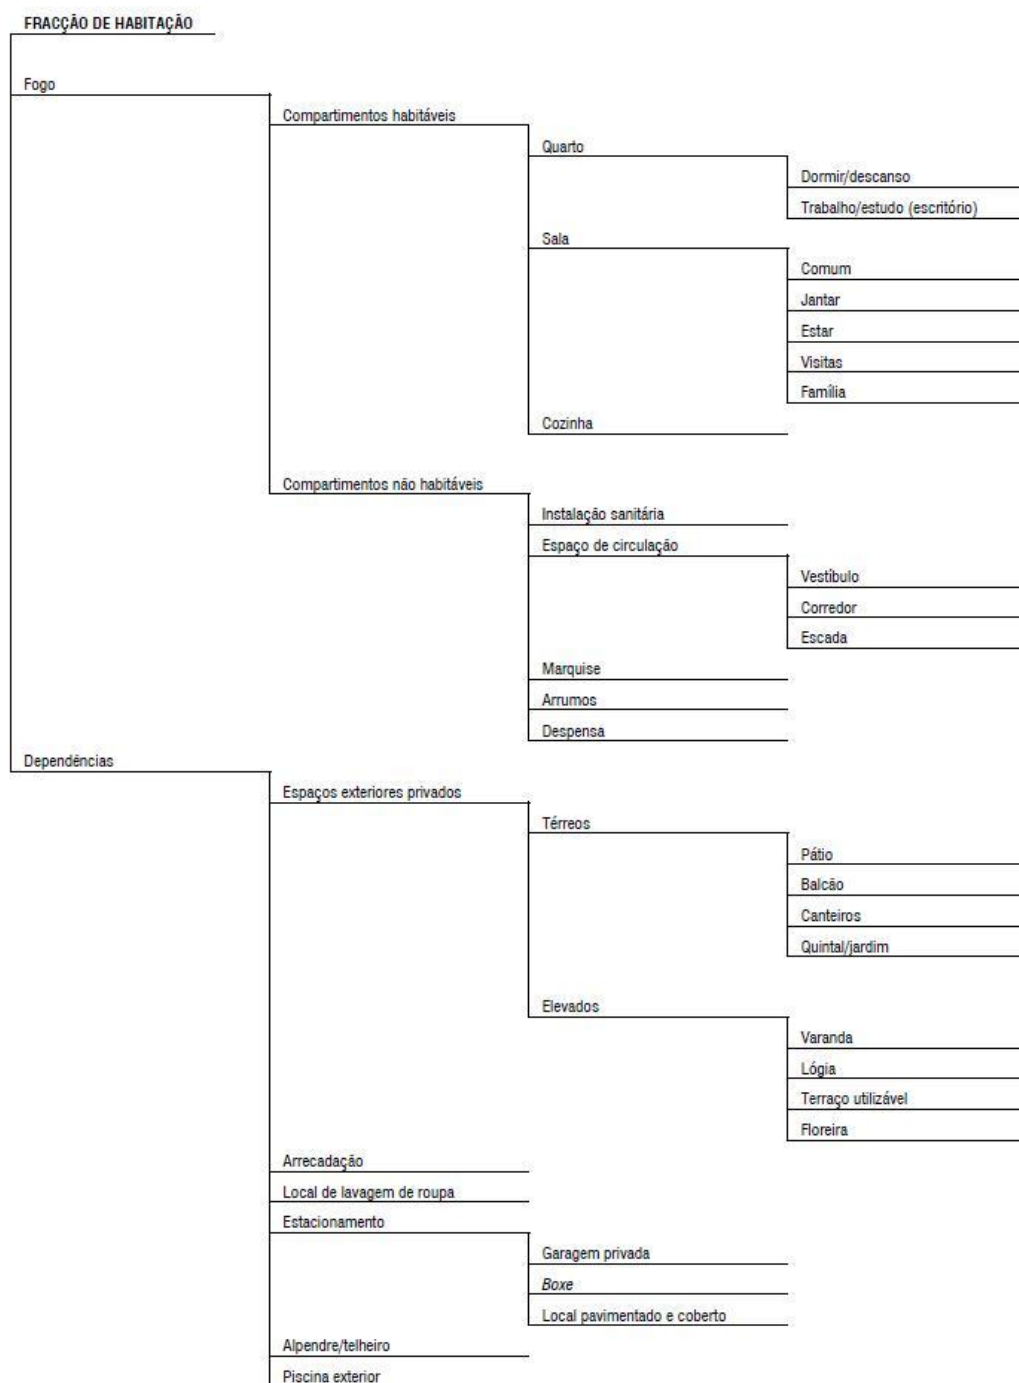 FRACÇÃO DE HABITAÇÃO
Fogo
Compartimentos habitáveis
Quarto
Dormir/descanso
Trabalho/estudo (escritório)
Sala
Comum
Jantar
Estar
Visitas
Família
Cozinha
Compartimentos não habitáveis
Instalação sanitária
Espaço de circulação
Vestíbulo
Corredor
Escada
Marquise
Arrumos
Despensa
Dependências
Espaços exteriores privados
Térreos
Pátio
Balcão
Canteiros
Quintal/jardim
Elevados
Varanda
Lógia
Terraço utilizável
Floreira
Arrecadação
Local de lavagem de roupa
Estacionamento
Garagem privada
Boxe
Local pavimentado e coberto
Alpendre/telheiro
Piscina exterior